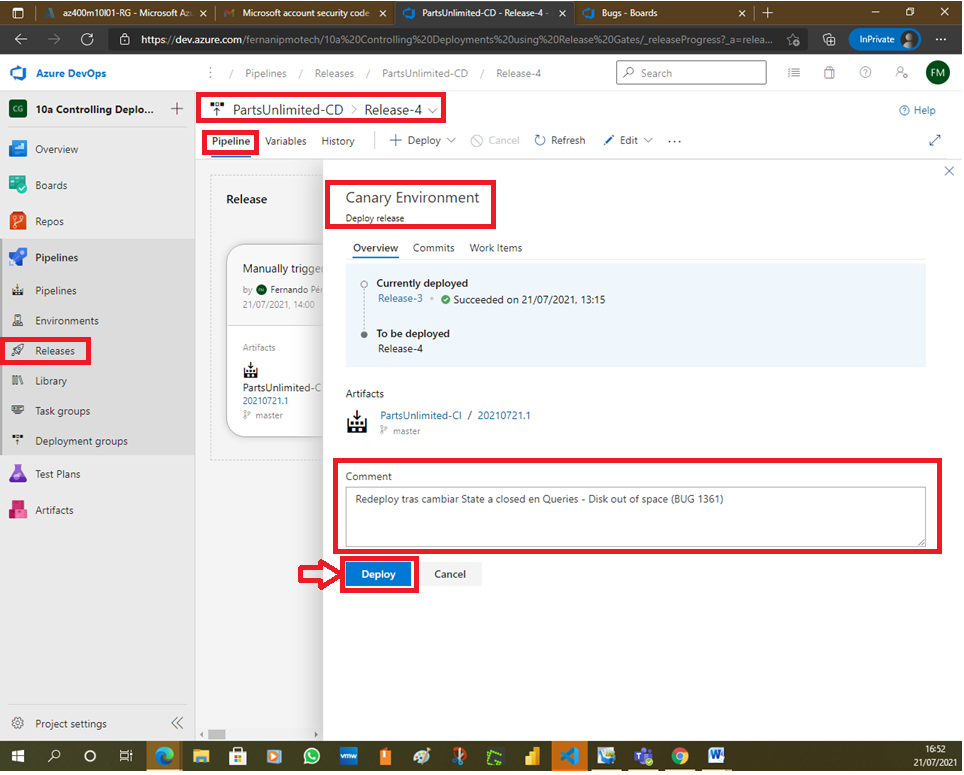 az400m10l01-RG - Microsoft Az
Microsoft account security code
PartsUnlimited-CD - Release-4 -
Bugs - Boards
https://dev.azure.com/fernanipmotech/10a%20Controlling%20Deployments%20using%20Release%20Gates/_releaseProgress?_a=relea...
InPrivate
Azure DevOps
/ Pipelines / Releases / PartsUnlimited-CD / Release-4
Search
FM
CG 10a Controlling Deplo...
PartsUnlimited-CD > Release-4
Help
Pipeline Variables History
Deploy Cancel Refresh Edit ...
Overview
Boards
Repos
Pipelines
Pipelines
Environments
Releases
Library
Task groups
Deployment groups
Test Plans
Artifacts
Project settings
Release
Manually trigge
by FM Fernando Pé
21/07/2021, 14:00
Artifacts
PartsUnlimited-C
20210721.1
master
Canary Environment
Deploy release
Overview Commits Work Items
Currently deployed
Release-3 Succeeded on 21/07/2021, 13:15
To be deployed
Release-4
Artifacts
PartsUnlimited-CI / 20210721.1
master
Comment
Redeploy tras cambiar State a closed en Queries - Disk out of space (BUG 1361)
Deploy Cancel
vmw
16:52
21/07/2021